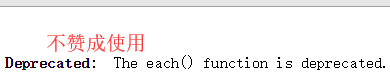 不赞成使用
Deprecated: The each() function is deprecated.